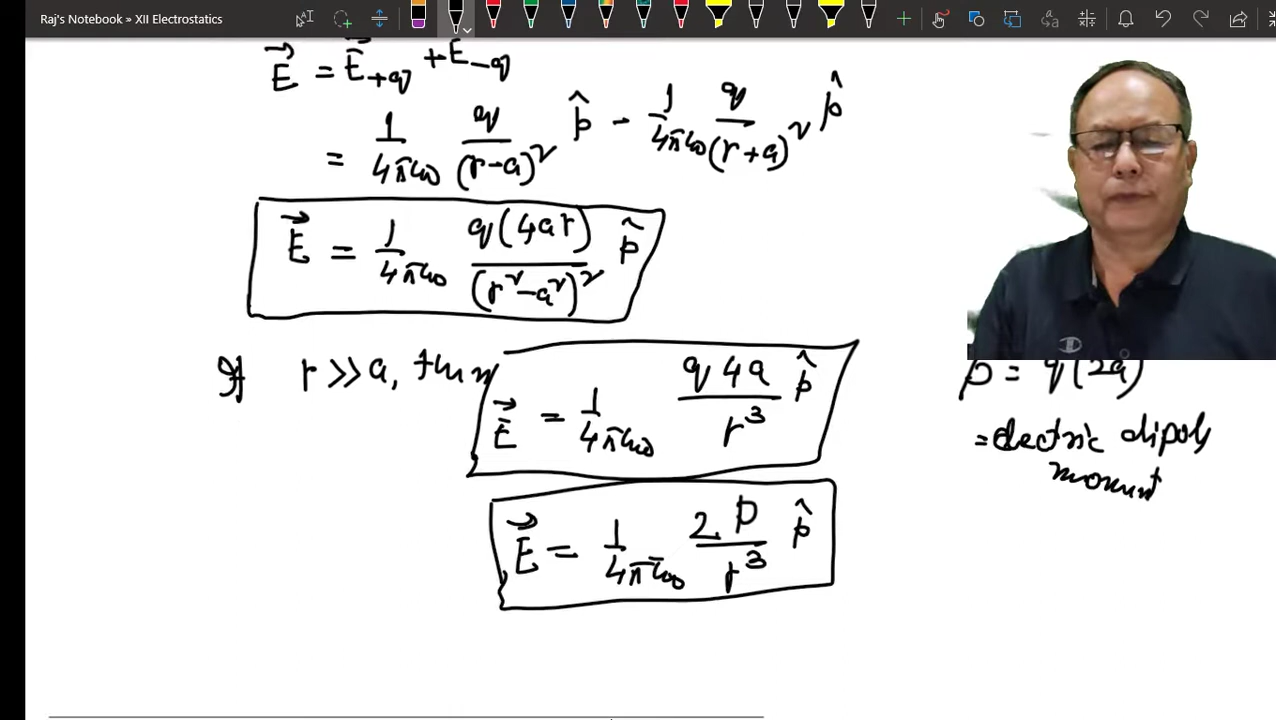 Raj's Notebook » XII Electrostatics
E⃗ = E⃗₊q + E⃗₋q
= 1/4πε₀ q/(r-a)² p̂ - 1/4πε₀ q/(r+a)² p̂
E⃗ = 1/4πε₀ q(4ar)/(r²-a²)² p̂
If r >> a, then
E⃗ = 1/4πε₀ q4a/r³ p̂
p = q(2a)
= electric dipole
moment
E⃗ = 1/4πε₀ 2p/r³ p̂